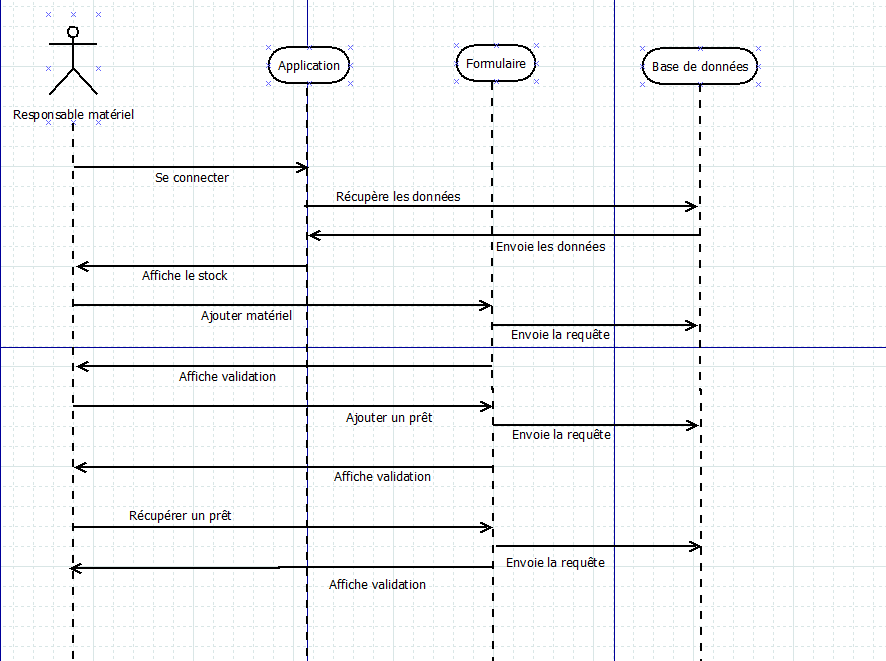 Application
Formulaire
Base de données
Responsable matériel
Se connecter
Récupère les données
Envoie les données
Affiche le stock
Ajouter matériel
Envoie la requête
Affiche validation
Ajouter un prêt
Envoie la requête
Affiche validation
Récupérer un prêt
Envoie la requête
Affiche validation